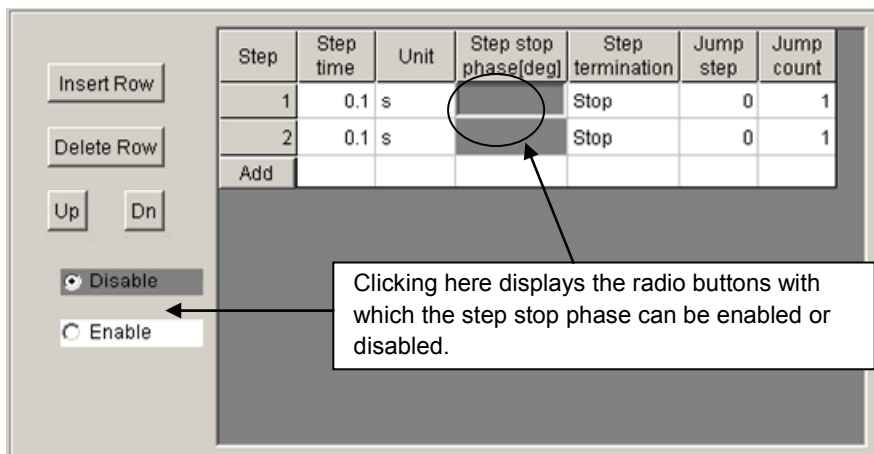 Insert Row
Delete Row
Up Dn
Disable
Enable
Step Step time Unit Step stop phase[deg] Step termination Jump step Jump count
1 0.1 s Stop 0 1
2 0.1 s Stop 0 1
Add
Clicking here displays the radio buttons with
which the step stop phase can be enabled or
disabled.